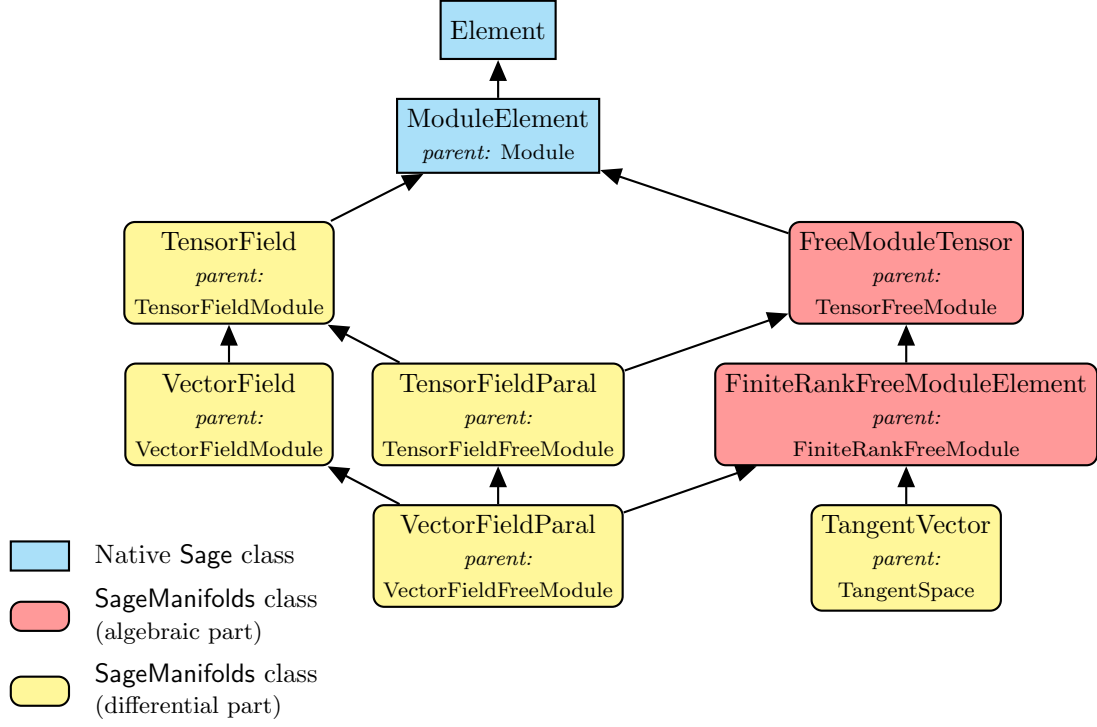 Element
ModuleElement
parent: Module
TensorField
parent:
TensorFieldModule
FreeModuleTensor
parent:
TensorFreeModule
VectorField
parent:
VectorFieldModule
TensorFieldParal
parent:
TensorFieldFreeModule
FiniteRankFreeModuleElement
parent:
FiniteRankFreeModule
VectorFieldParal
parent:
VectorFieldFreeModule
TangentVector
parent:
TangentSpace
Native Sage class
SageManifolds class
(algebraic part)
SageManifolds class
(differential part)